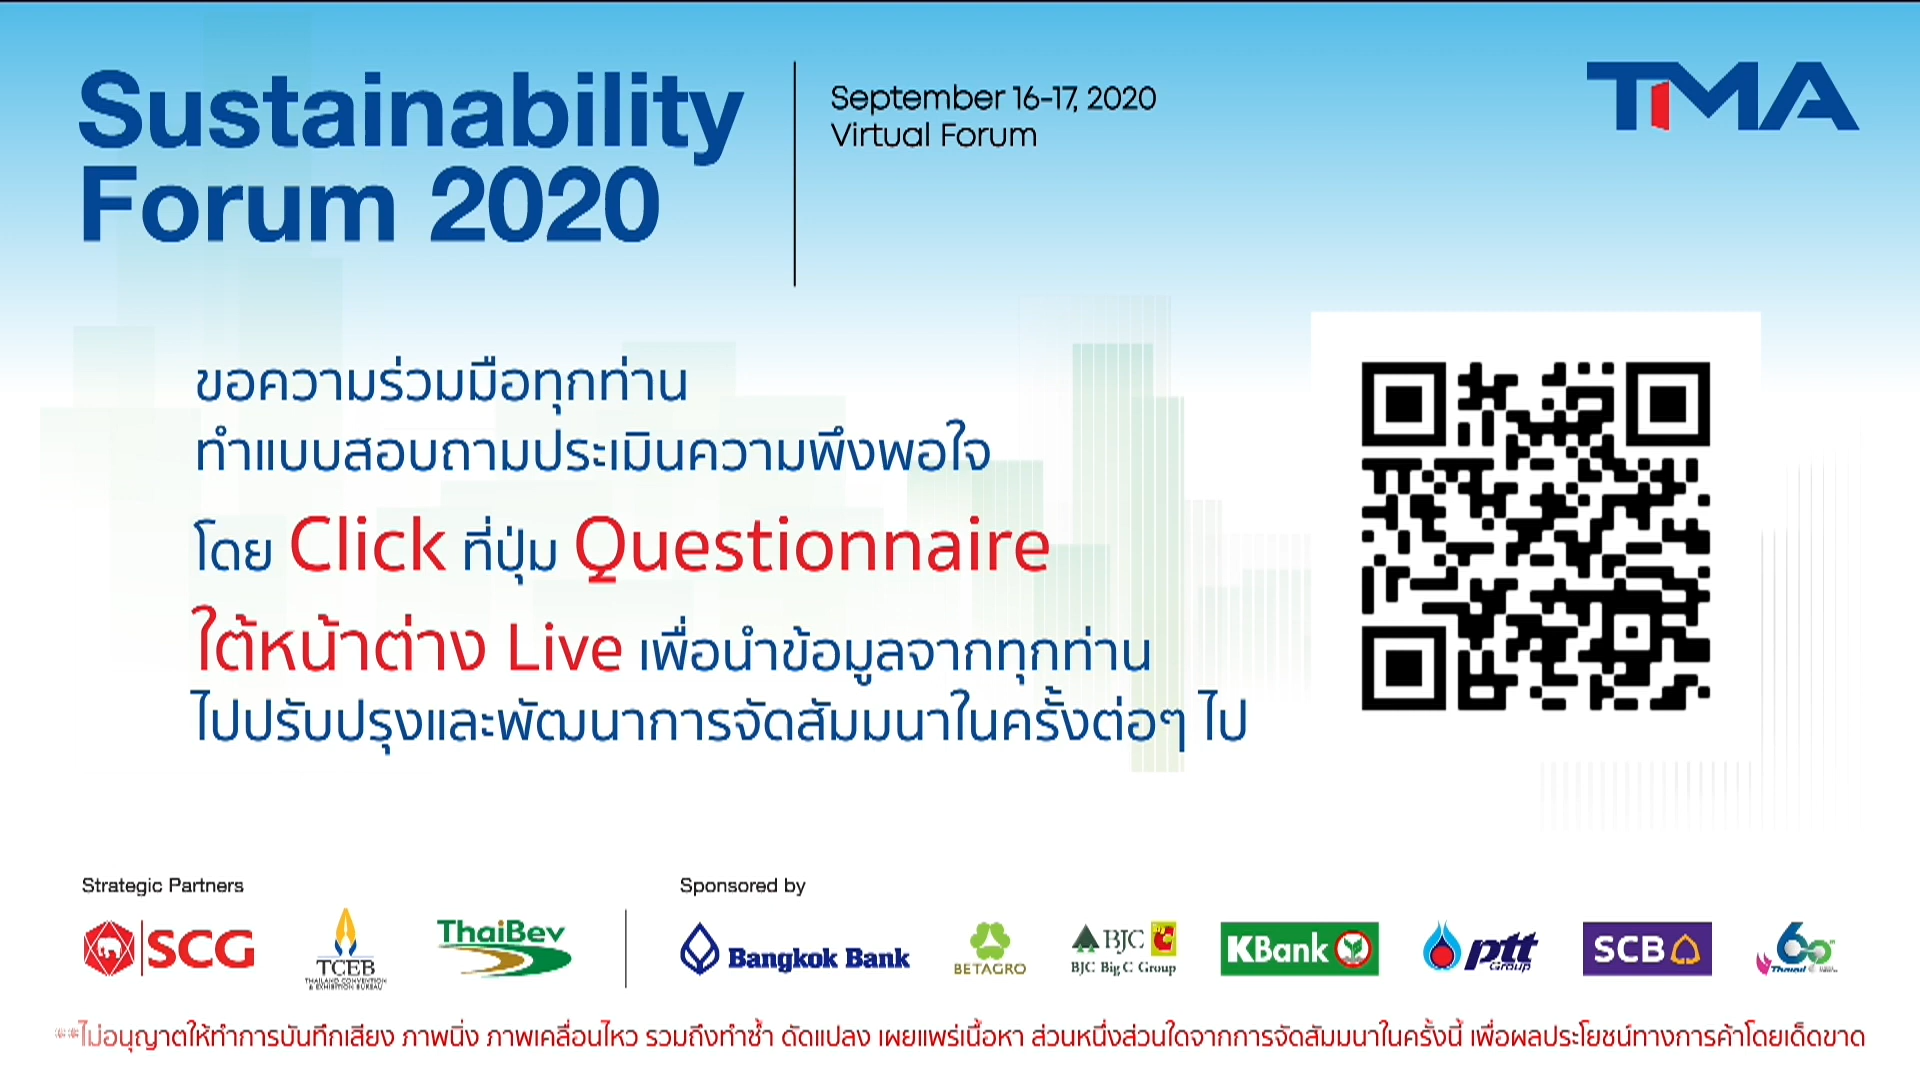 Sustainability
Forum 2020
September 16-17, 2020
Virtual Forum
TMA
ขอความร่วมมือทุกท่าน
ทำแบบสอบถามประเมินความพึงพอใจ
โดย Click ที่ปุ่ม Questionnaire
ใต้หน้าต่าง Live เพื่อนำข้อมูลจากทุกท่าน
ไปปรับปรุงและพัฒนาการจัดสัมมนาในครั้งต่อๆ ไป
Strategic Partners
Sponsored by
SCG
TCEB
THAILAND CONVENTION
& EXHIBITION BUREAU
ThaiBev
Bangkok Bank
BETAGRO
BJC
BJC Big C Group
KBank
ptt
Group
SCB
60
Thaioil
**ไม่อนุญาตให้ทำการบันทึกเสียง ภาพนิ่ง ภาพเคลื่อนไหว รวมถึงทำซ้ำ ดัดแปลง เผยแพร่เนื้อหา ส่วนหนึ่งส่วนใดจากการจัดสัมมนาในครั้งนี้ เพื่อผลประโยชน์ทางการค้าโดยเด็ดขาด